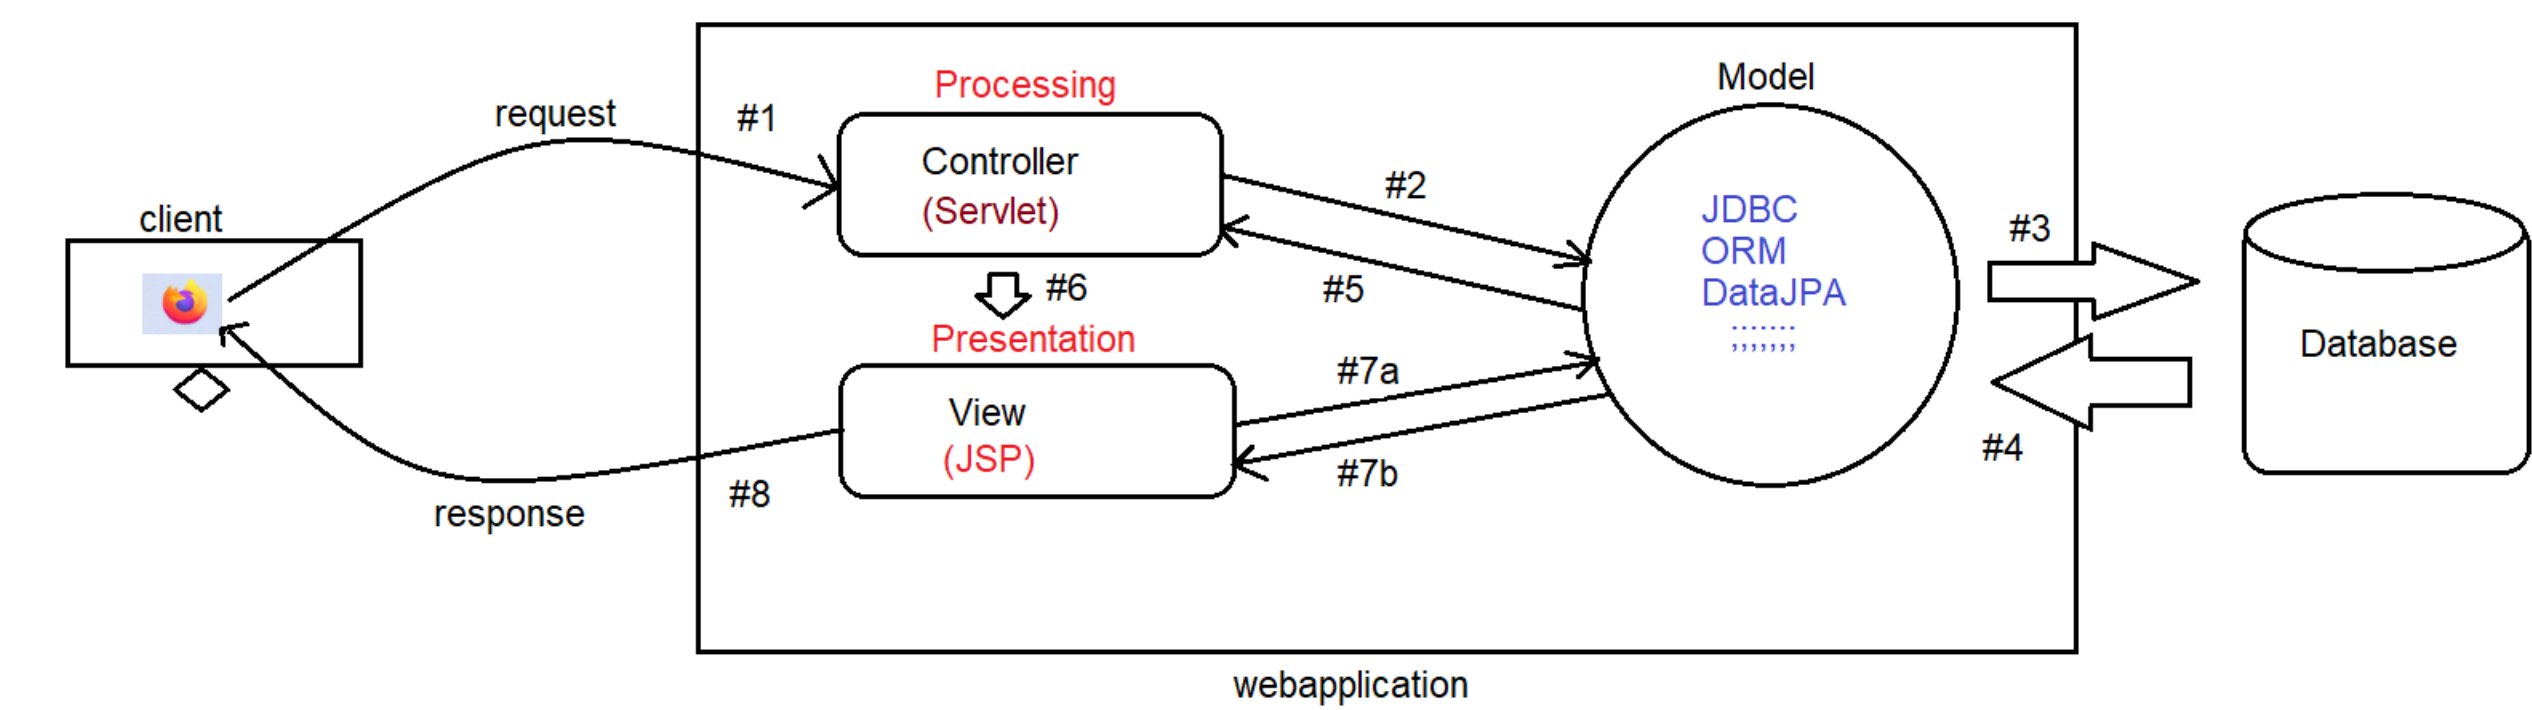 Processing
Model
request
#1
Controller
(Servlet)
#2
client
JDBC
ORM
DataJPA
;;;;;;;
#3
#5
#6
Presentation
Database
#7a
View
(JSP)
#4
#7b
#8
response
webapplication